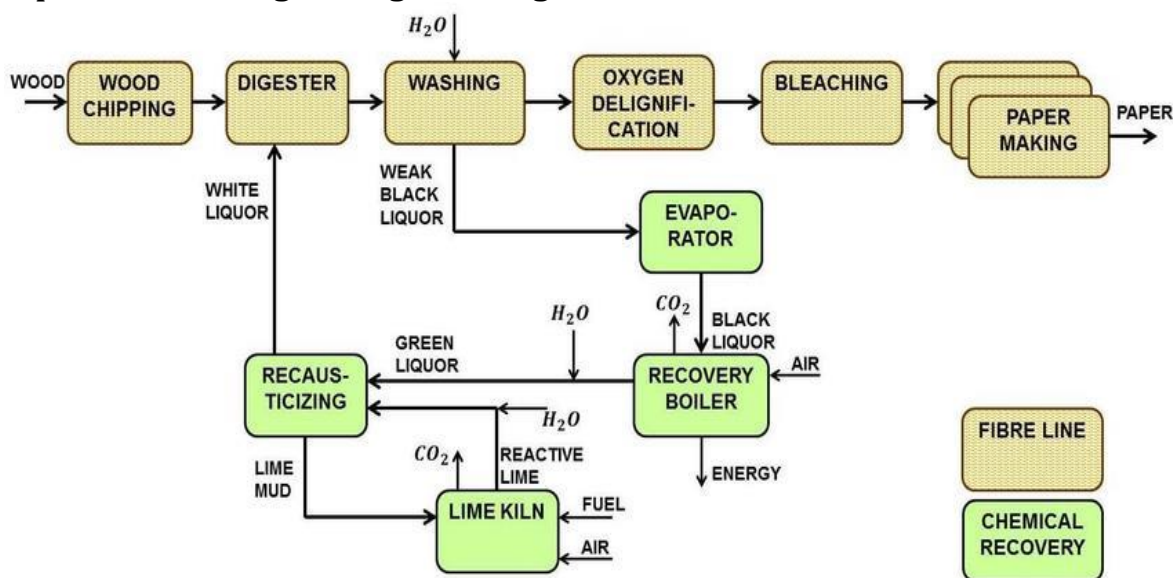 H₂O
WOOD
WOOD
CHIPPING
DIGESTER
WASHING
OXYGEN
DELIGNIFI-
CATION
BLEACHING
PAPER
MAKING
PAPER
WHITE
LIQUOR
WEAK
BLACK
LIQUOR
EVAPO-
RATOR
CO₂
BLACK
LIQUOR
H₂O
GREEN
LIQUOR
RECAUS-
TICIZING
RECOVERY
BOILER
AIR
H₂O
ENERGY
LIME
MUD
CO₂
REACTIVE
LIME
LIME KILN
FUEL
AIR
FIBRE LINE
CHEMICAL
RECOVERY